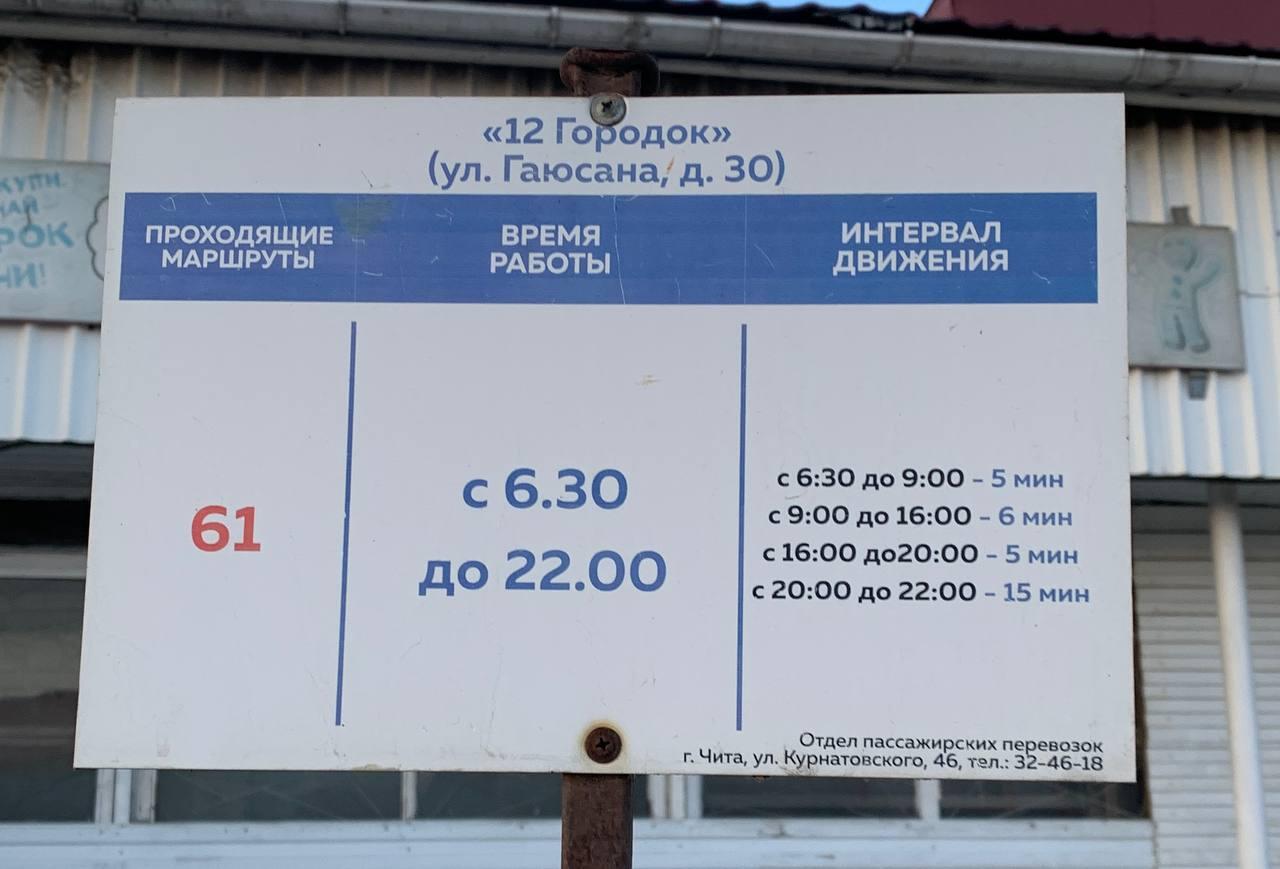 «12 Городок»
(ул. Гаюсана, д. 30)
ПРОХОДЯЩИЕ
МАРШРУТЫ
ВРЕМЯ
РАБОТЫ
ИНТЕРВАЛ
ДВИЖЕНИЯ
61
с 6.30
до 22.00
с 6:30 до 9:00 - 5 мин
с 9:00 до 16:00 - 6 мин
с 16:00 до20:00 - 5 мин
с 20:00 до 22:00 - 15 мин
Отдел пассажирских перевозок
г. Чита, ул. Курнатовского, 46, тел.: 32-46-18